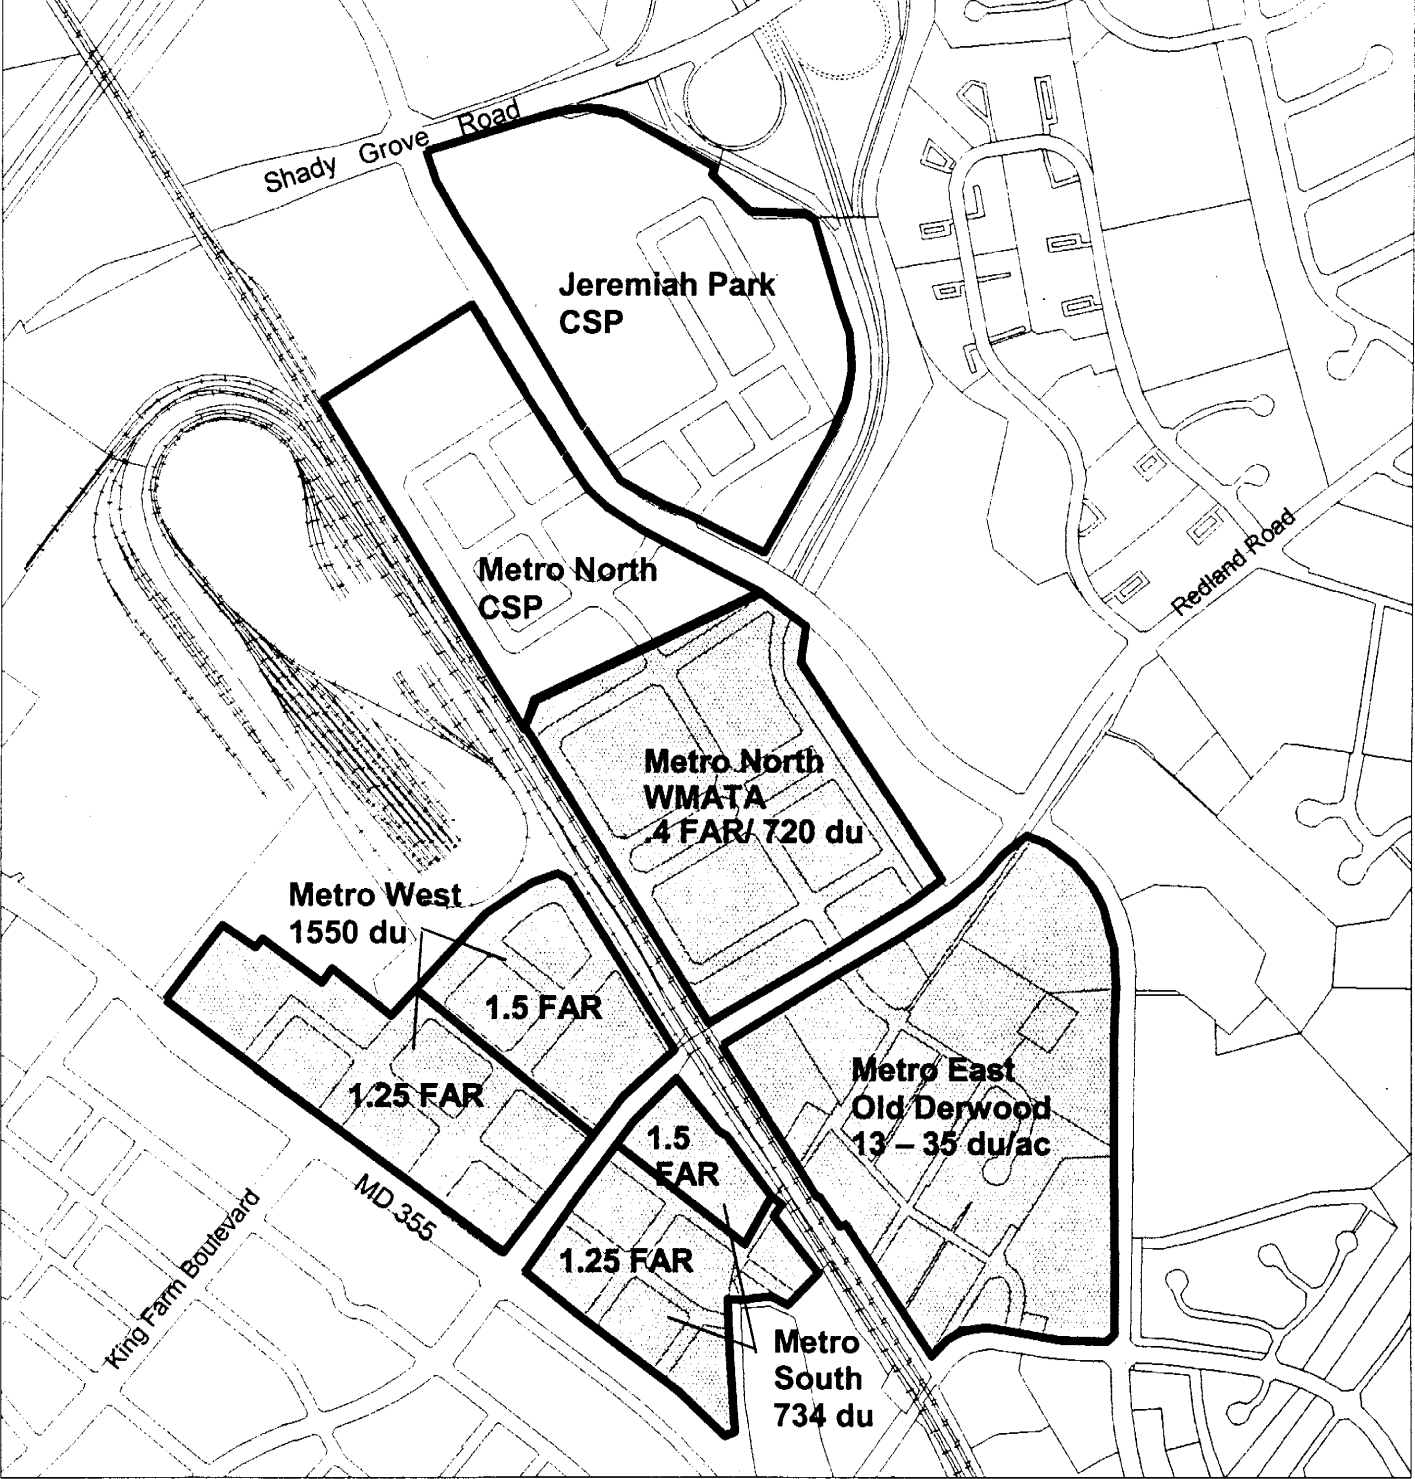 Shady Grove Road
Jeremiah Park
CSP
Metro North
CSP
Redland Road
Metro North
WMATA
.4 FAR/ 720 du
Metro West
1550 du
1.5 FAR
1.25 FAR
Metro East
Old Derwood
13 – 35 du/ac
1.5
FAR
1.25 FAR
MD 355
King Farm Boulevard
Metro
South
734 du